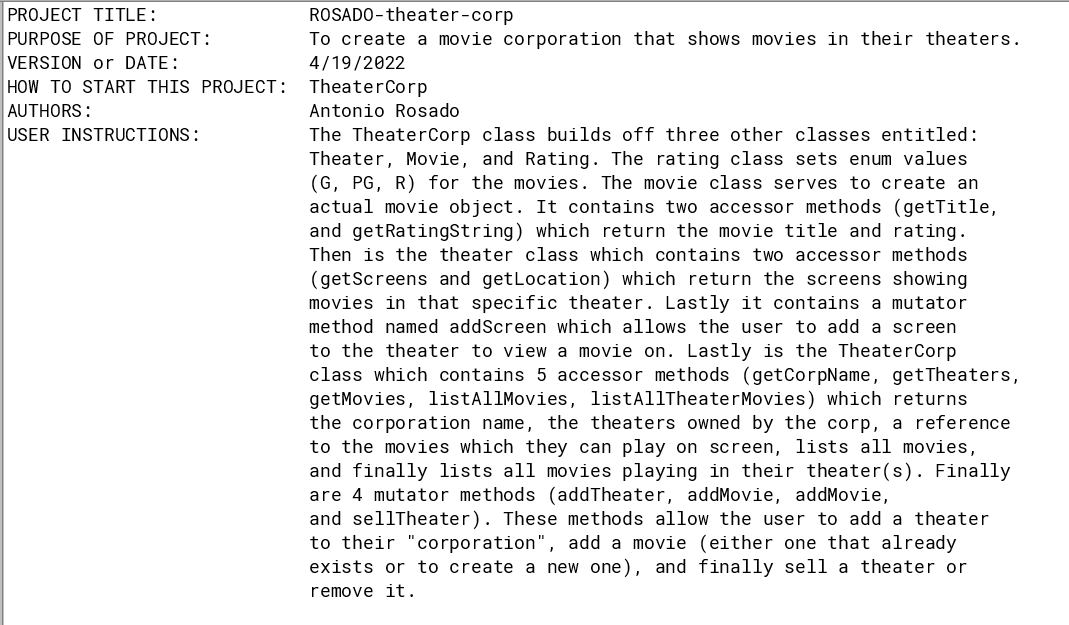 PROJECT TITLE: ROSADO-theater-corp
PURPOSE OF PROJECT: To create a movie corporation that shows movies in their theaters.
VERSION or DATE: 4/19/2022
HOW TO START THIS PROJECT: TheaterCorp
AUTHORS: Antonio Rosado
USER INSTRUCTIONS: The TheaterCorp class builds off three other classes entitled:
Theater, Movie, and Rating. The rating class sets enum values
(G, PG, R) for the movies. The movie class serves to create an
actual movie object. It contains two accessor methods (getTitle,
and getRatingString) which return the movie title and rating.
Then is the theater class which contains two accessor methods
(getScreens and getLocation) which return the screens showing
movies in that specific theater. Lastly it contains a mutator
method named addScreen which allows the user to add a screen
to the theater to view a movie on. Lastly is the TheaterCorp
class which contains 5 accessor methods (getCorpName, getTheaters,
getMovies, listAllMovies, listAllTheaterMovies) which returns
the corporation name, the theaters owned by the corp, a reference
to the movies which they can play on screen, lists all movies,
and finally lists all movies playing in their theater(s). Finally
are 4 mutator methods (addTheater, addMovie, addMovie,
and sellTheater). These methods allow the user to add a theater
to their "corporation", add a movie (either one that already
exists or to create a new one), and finally sell a theater or
remove it.